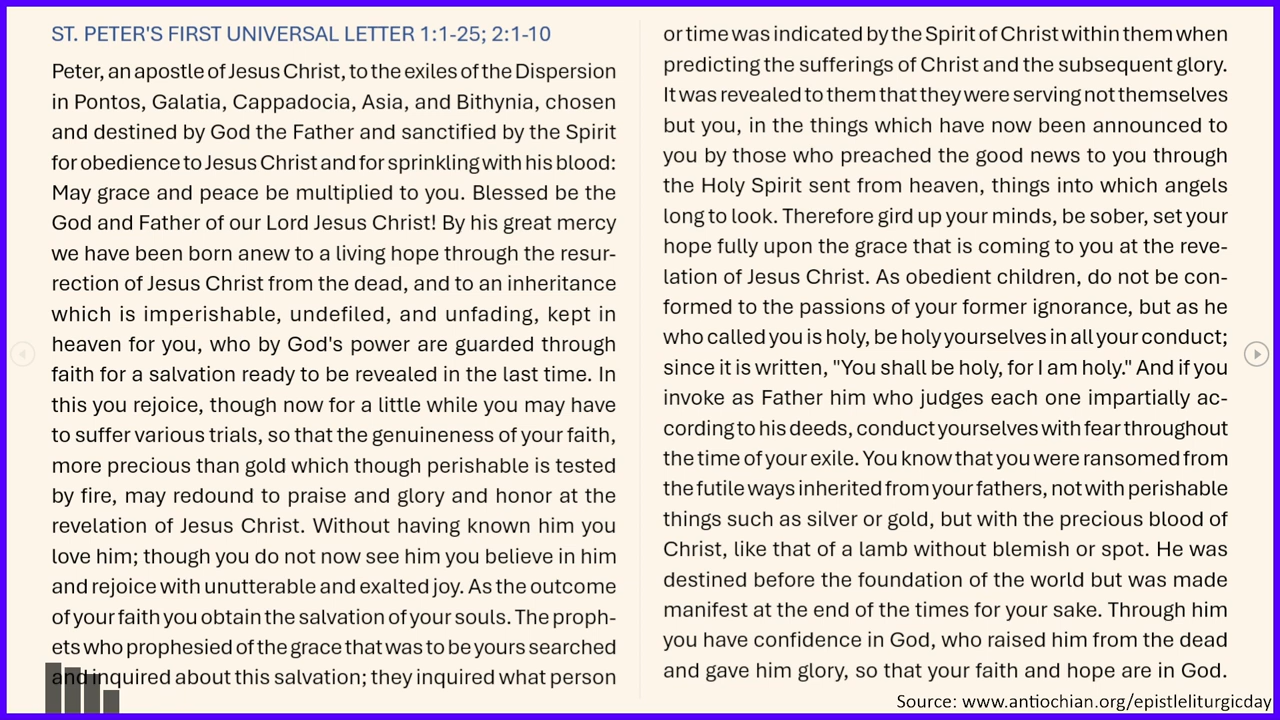 ST. PETER'S FIRST UNIVERSAL LETTER 1:1-25; 2:1-10
Peter, an apostle of Jesus Christ, to the exiles of the Dispersion
in Pontos, Galatia, Cappadocia, Asia, and Bithynia, chosen
and destined by God the Father and sanctified by the Spirit
for obedience to Jesus Christ and for sprinkling with his blood:
May grace and peace be multiplied to you. Blessed be the
God and Father of our Lord Jesus Christ! By his great mercy
we have been born anew to a living hope through the resur-
rection of Jesus Christ from the dead, and to an inheritance
which is imperishable, undefiled, and unfading, kept in
heaven for you, who by God's power are guarded through
faith for a salvation ready to be revealed in the last time. In
this you rejoice, though now for a little while you may have
to suffer various trials, so that the genuineness of your faith,
more precious than gold which though perishable is tested
by fire, may redound to praise and glory and honor at the
revelation of Jesus Christ. Without having known him you
love him; though you do not now see him you believe in him
and rejoice with unutterable and exalted joy. As the outcome
of your faith you obtain the salvation of your souls. The proph-
ets who prophesied of the grace that was to be yours searched
and inquired about this salvation; they inquired what person
or time was indicated by the Spirit of Christ within them when
predicting the sufferings of Christ and the subsequent glory.
It was revealed to them that they were serving not themselves
but you, in the things which have now been announced to
you by those who preached the good news to you through
the Holy Spirit sent from heaven, things into which angels
long to look. Therefore gird up your minds, be sober, set your
hope fully upon the grace that is coming to you at the reve-
lation of Jesus Christ. As obedient children, do not be con-
formed to the passions of your former ignorance, but as he
who called you is holy, be holy yourselves in all your conduct;
since it is written, "You shall be holy, for I am holy." And if you
invoke as Father him who judges each one impartially ac-
cording to his deeds, conduct yourselves with fear throughout
the time of your exile. You know that you were ransomed from
the futile ways inherited from your fathers, not with perishable
things such as silver or gold, but with the precious blood of
Christ, like that of a lamb without blemish or spot. He was
destined before the foundation of the world but was made
manifest at the end of the times for your sake. Through him
you have confidence in God, who raised him from the dead
and gave him glory, so that your faith and hope are in God.
Source: www.antiochian.org/epistleliturgicday